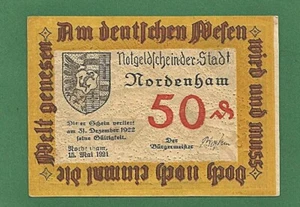 Am deutschen Wesen
wird und muss
doch noch einmal die
Welt genesen
Notgeldschein der Stadt
Nordenham
50 ₰
Dieser Schein verliert
am 31. Dezember 1922
seine Gültigkeit.
Nordenham,
15. Mai 1921
Der
Bürgermeister